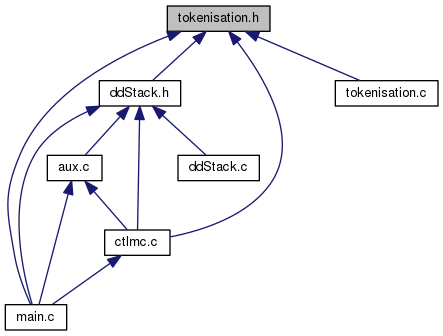 tokenisation.h
ddStack.h
tokenisation.c
aux.c
ddStack.c
ctlmc.c
main.c